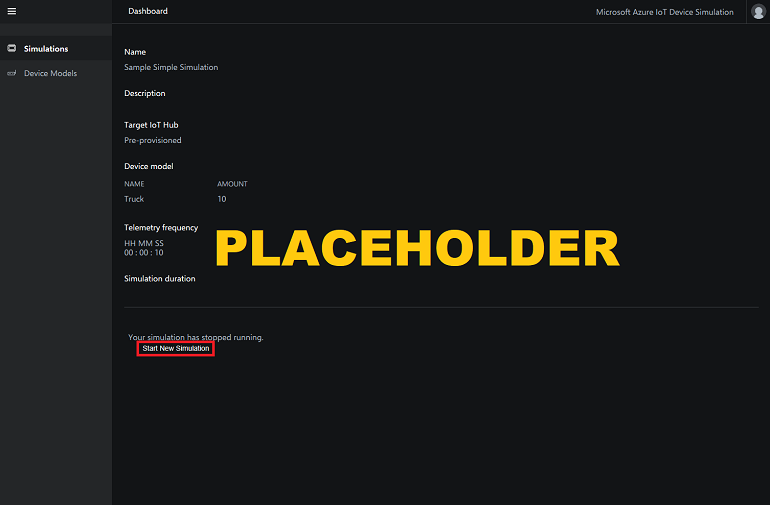 Dashboard
Microsoft Azure IoT Device Simulation
Simulations
Device Models
Name
Sample Simple Simulation
Description
Target IoT Hub
Pre-provisioned
Device model
NAME AMOUNT
Truck 10
Telemetry frequency
HH MM SS
00 : 00 : 10
PLACEHOLDER
Simulation duration
Your simulation has stopped running.
Start New Simulation